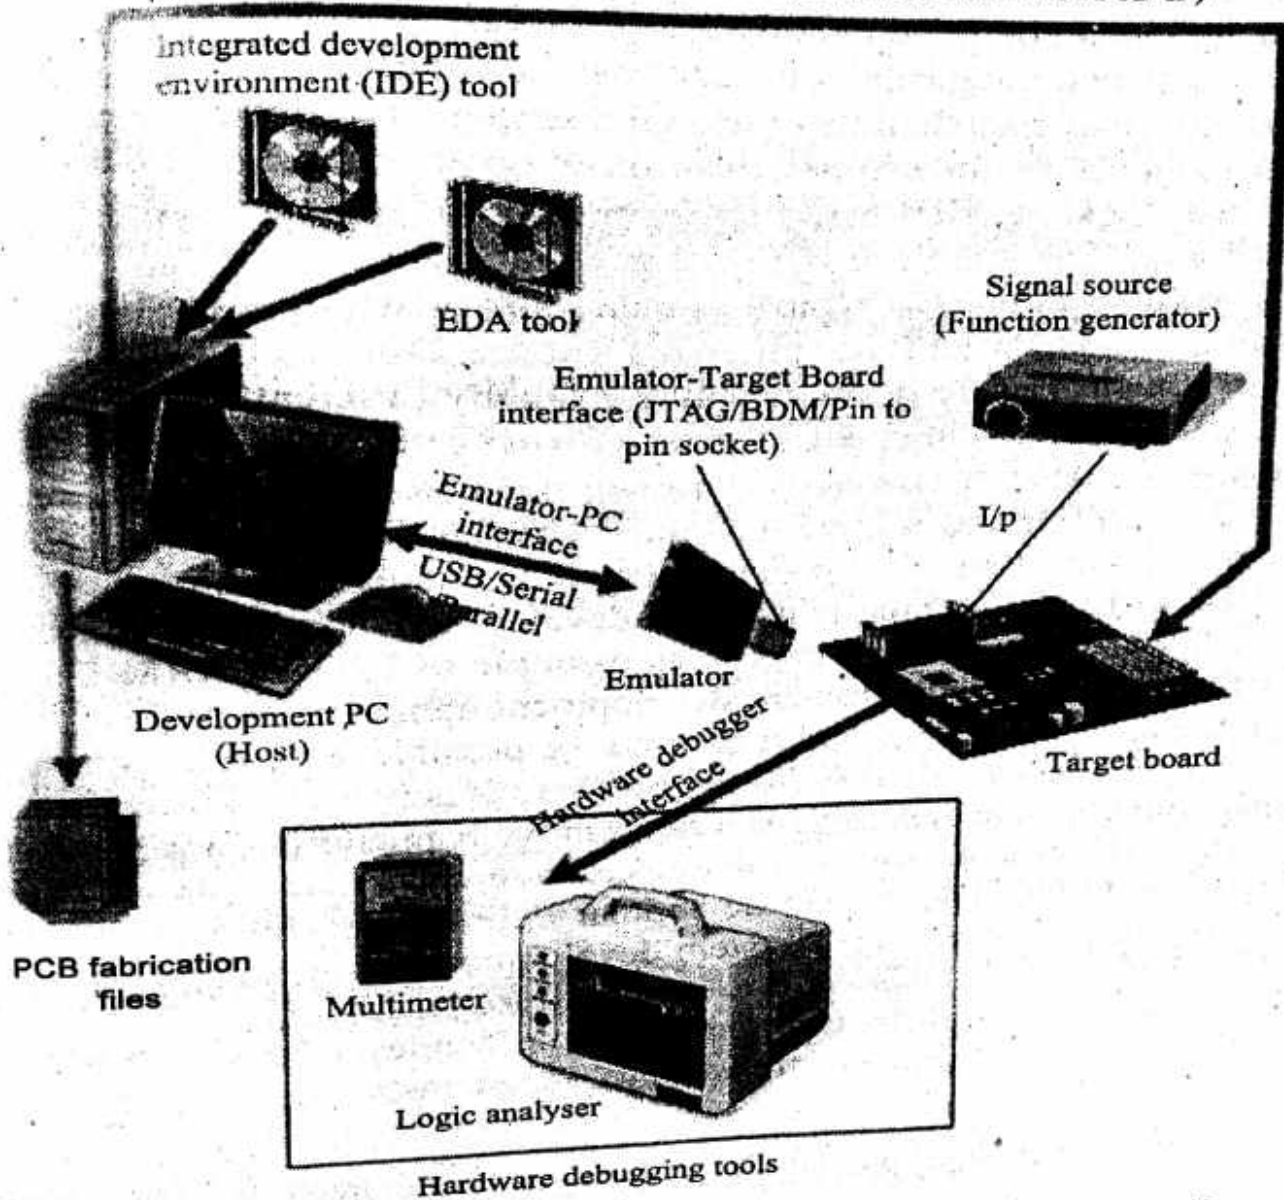 Integrated development
environment (IDE) tool
EDA tool
Signal source
(Function generator)
Emulator-Target Board
interface (JTAG/BDM/Pin to
pin socket)
I/p
Emulator-PC
interface
USB/Serial
/Parallel
Emulator
Development PC
(Host)
Target board
Hardware debugger
interface
PCB fabrication
files
Multimeter
Logic analyser
Hardware debugging tools